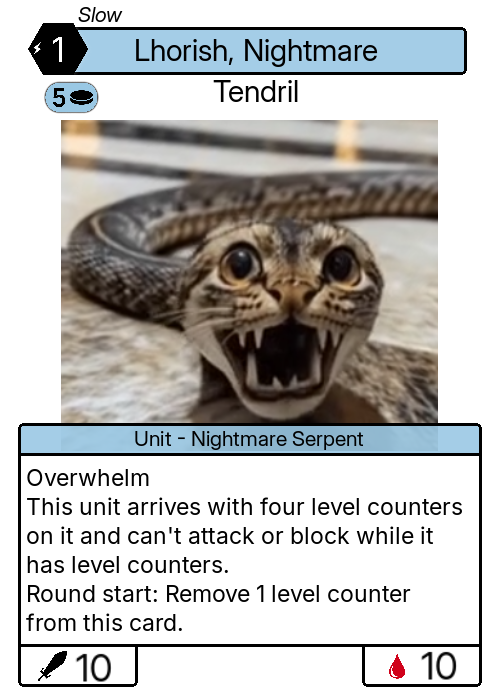 Slow
1
Lhorish, Nightmare
Tendril
5
Unit - Nightmare Serpent
Overwhelm
This unit arrives with four level counters
on it and can't attack or block while it
has level counters.
Round start: Remove 1 level counter
from this card.
10
10